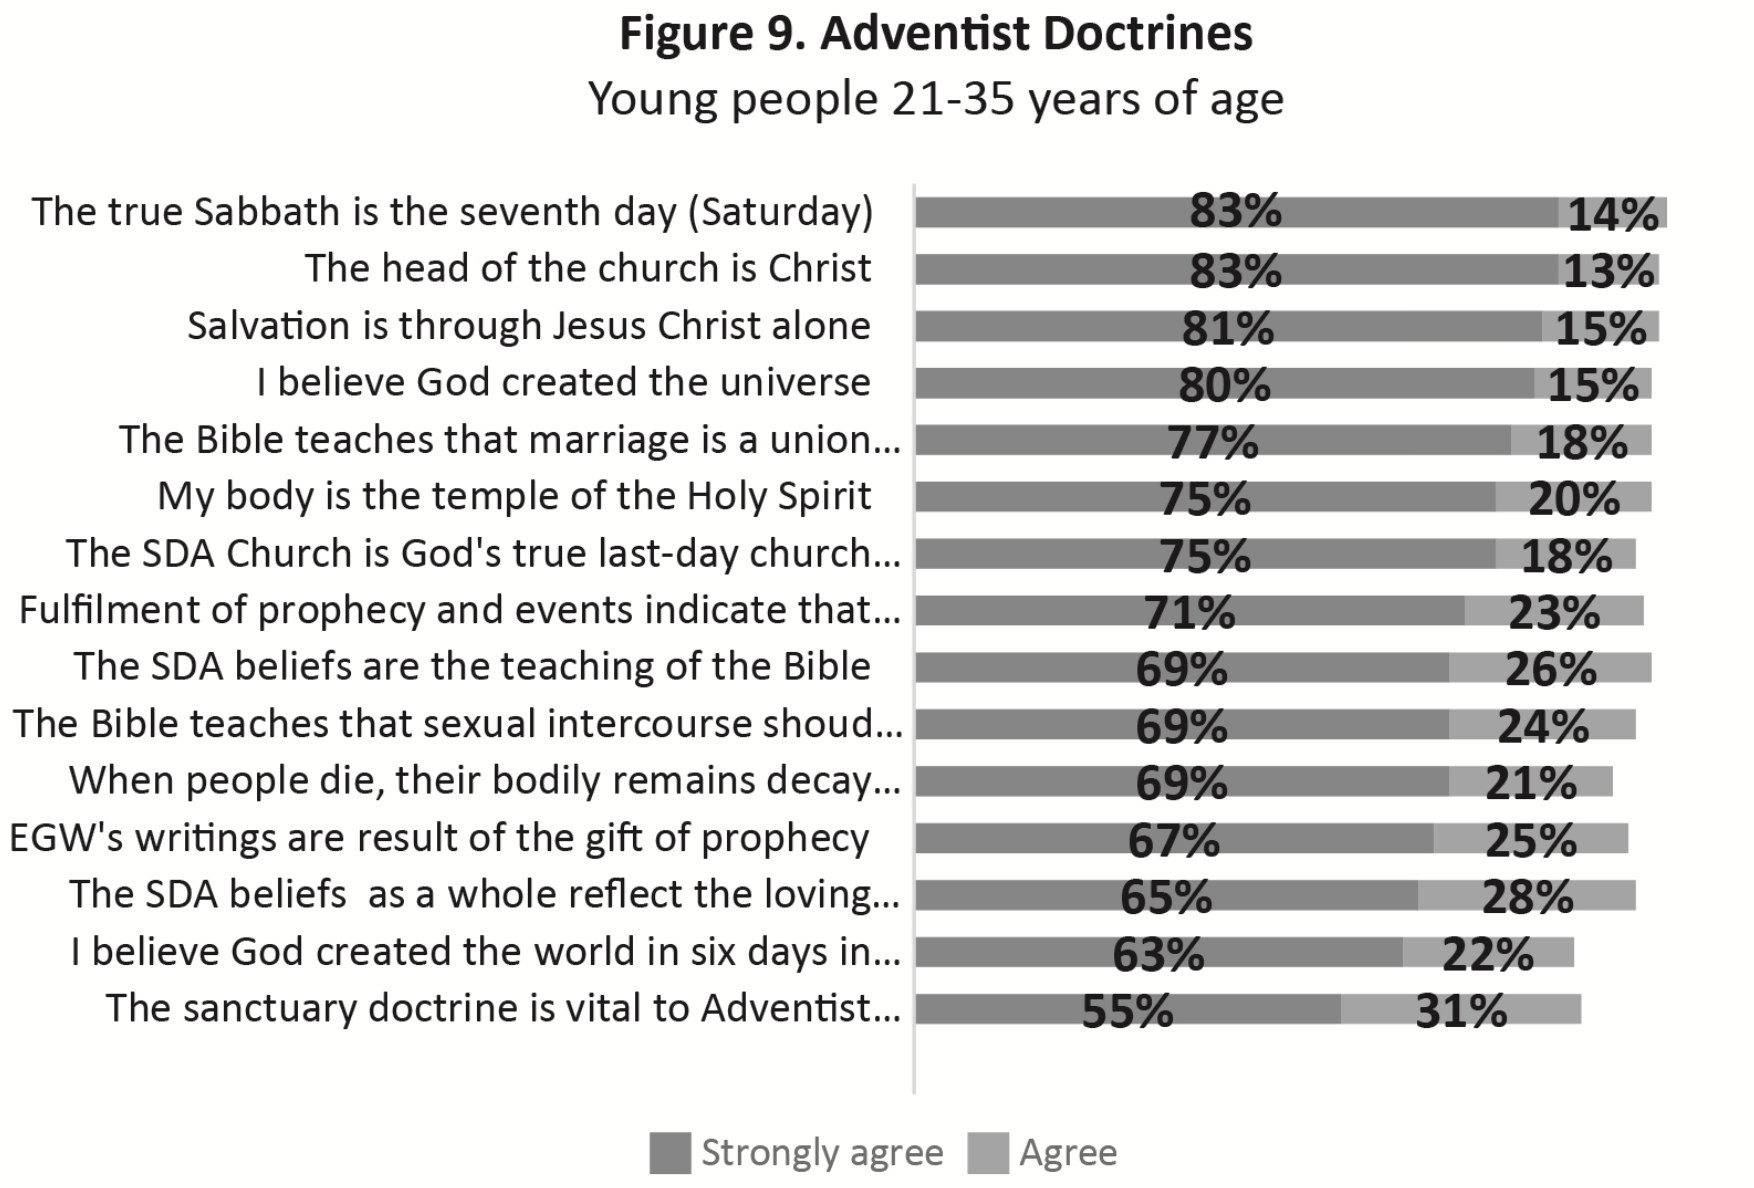 Figure 9. Adventist Doctrines
Young people 21-35 years of age
The true Sabbath is the seventh day (Saturday) 83% 14%
The head of the church is Christ 83% 13%
Salvation is through Jesus Christ alone 81% 15%
I believe God created the universe 80% 15%
The Bible teaches that marriage is a union... 77% 18%
My body is the temple of the Holy Spirit 75% 20%
The SDA Church is God's true last-day church... 75% 18%
Fulfilment of prophecy and events indicate that... 71% 23%
The SDA beliefs are the teaching of the Bible 69% 26%
The Bible teaches that sexual intercourse shoud... 69% 24%
When people die, their bodily remains decay... 69% 21%
EGW's writings are result of the gift of prophecy 67% 25%
The SDA beliefs  as a whole reflect the loving... 65% 28%
I believe God created the world in six days in... 63% 22%
The sanctuary doctrine is vital to Adventist... 55% 31%
Strongly agree Agree